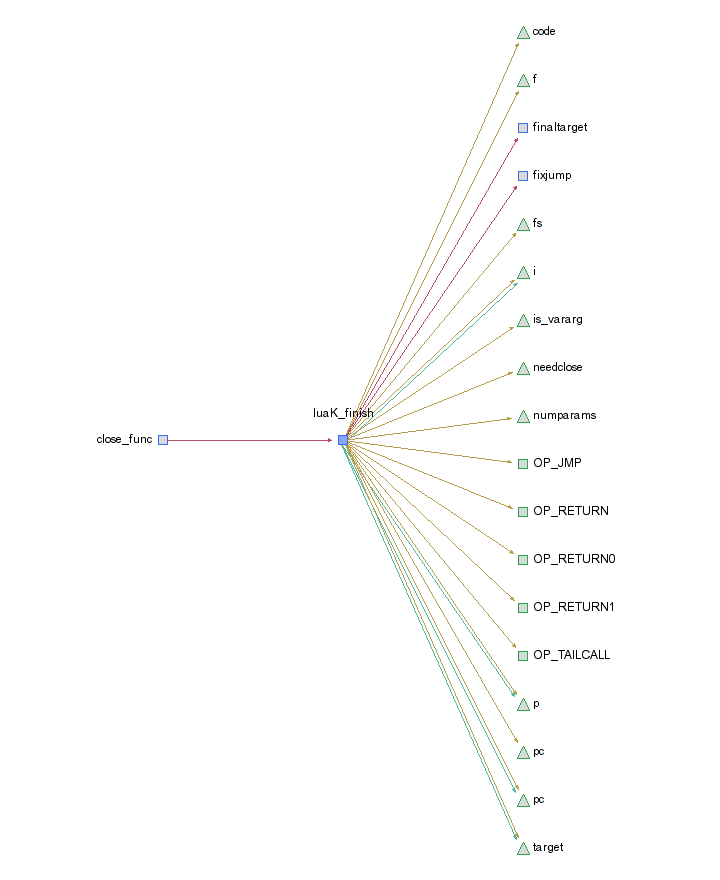 code
f
finaltarget
fixjump
fs
i
is_vararg
needclose
luaK_finish
numparams
close_func
OP_JMP
OP_RETURN
OP_RETURN0
OP_RETURN1
OP_TAILCALL
p
pc
pc
target